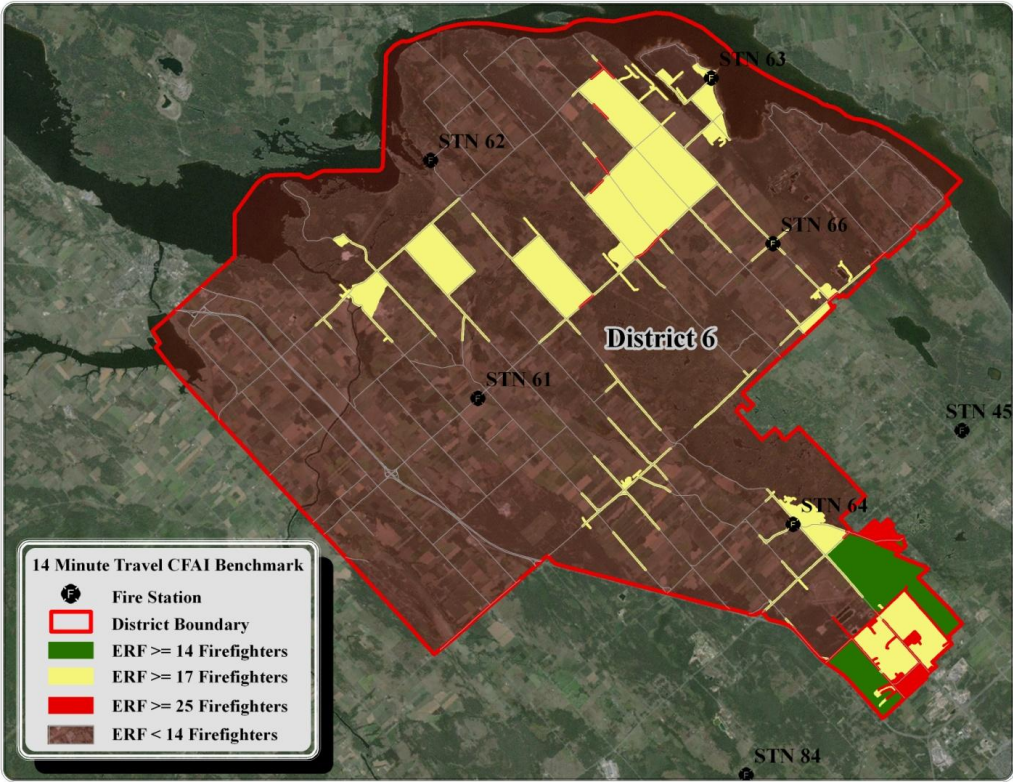 STN 63
STN 62
STN 66
District 6
STN 61
STN 45
STN 64
14 Minute Travel CFAI Benchmark
F Fire Station
District Boundary
ERF >= 14 Firefighters
ERF >= 17 Firefighters
ERF >= 25 Firefighters
ERF < 14 Firefighters
STN 84